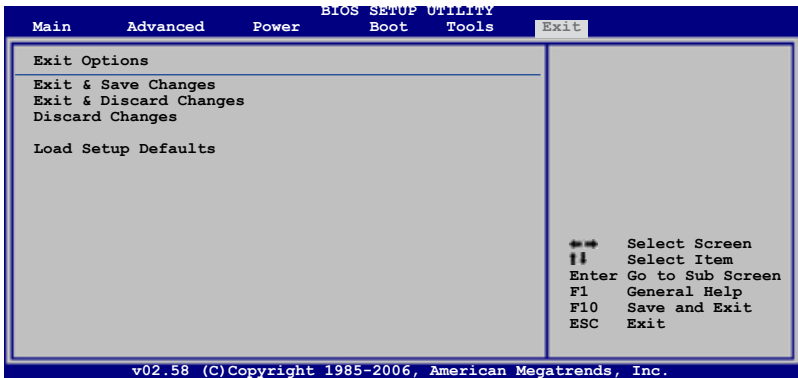 BIOS SETUP UTILITY
Main Advanced Power Boot Tools Exit
Exit Options
Exit & Save Changes
Exit & Discard Changes
Discard Changes
Load Setup Defaults
←→ Select Screen
↑↓ Select Item
Enter Go to Sub Screen
F1 General Help
F10 Save and Exit
ESC Exit
v02.58 (C)Copyright 1985-2006, American Megatrends, Inc.